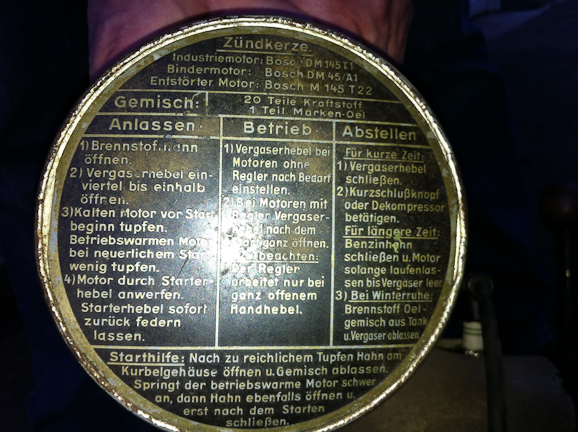 Zündkerze.
Industriemotor: Bosch DM 145 T1
Bindermotor: Bosch DM 45/A1
Entstörter Motor: Bosch M 145 T22
Gemisch: 20 Teile Kraftstoff
1 Teil Marken-Oel
Anlassen
1) öffnen.
2) ein-
viertel bis einhalb
öffnen.
3) Kalten Motor vor Start
beginn tupfen.
Betriebswarmen Motor
bei neuerlichem Start
wenig tupfen.
4) Motor durch Starter-
hebel anwerfen.
Starterhebel sofort
zurück federn
lassen.
Betrieb
1) Vergaserhebel bei
Motoren ohne
Regler nach Bedarf
einstellen.
2) Bei Motoren mit
Regler Vergaser-
nach dem
ganz öffnen.
beachten:
Der Regler
arbeitet nur bei
ganz offenem
Handhebel.
Abstellen
Für kurze Zeit:
1) Vergaserhebel
schließen.
2) Kurzschlußknopf
oder Dekompressor
betätigen.
Für längere Zeit:
Benzinhahn
schließen u. Motor
solange laufenlas-
sen bis Vergaser leer
3) Bei Winterruhe:
Brennstoff Oel-
gemisch aus Tank
u. Vergaser ablassen
Starthilfe: Nach zu reichlichem Tupfen Hahn am
Kurbelgehäuse öffnen u. Gemisch ablassen.
Springt der betriebswarme Motor schwer
an, dann Hahn ebenfalls öffnen u.
erst nach dem Starten
schließen.